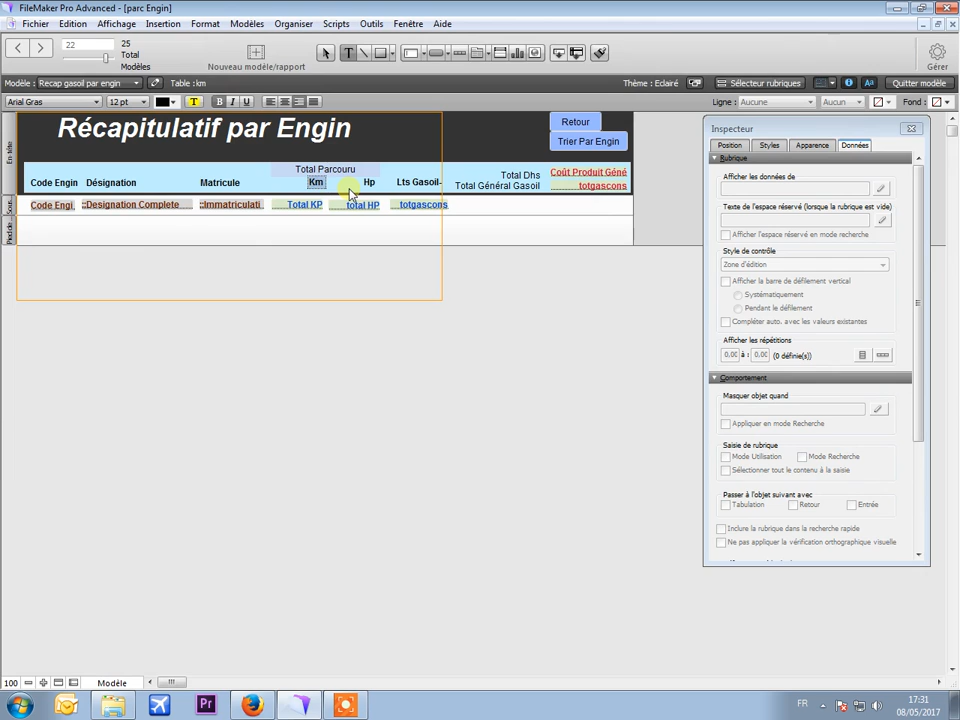 FileMaker Pro Advanced - [parc Engin]
Fichier Edition Affichage Insertion Format Modèles Organiser Scripts Outils Fenêtre Aide
22
25
Total
Modèles
Nouveau modèle/rapport
Gérer
Modèle : Recap gasoil par engin Table : km Thème : Eclairé Sélecteur rubriques Aa Quitter modèle
Arial Gras 12 pt T B I U Ligne : Aucune Aucun Fond :
En-tête
Récapitulatif par Engin
Retour
Trier Par Engin
Total Parcouru
Code Engin Désignation Matricule Km Hp Lts Gasoil-
Total Dhs Coût Produit Géné
Total Général Gasoil totgascons
Code Engi ::Designation Complete ::Immatriculati Total KP total HP totgascons
Inspecteur
Position Styles Apparence Données
Rubrique
Afficher les données de
Texte de l'espace réservé (lorsque la rubrique est vide)
Afficher l'espace réservé en mode recherche
Style de contrôle
Zone d'édition
Afficher la barre de défilement vertical
Systématiquement
Pendant le défilement
Compléter auto. avec les valeurs existantes
Afficher les répétitions
à : (0 définie(s))
Comportement
Masquer objet quand
Appliquer en mode Recherche
Saisie de rubrique
Mode Utilisation Mode Recherche
Sélectionner tout le contenu à la saisie
Passer à l'objet suivant avec
Tabulation Retour Entrée
Inclure la rubrique dans la recherche rapide
Ne pas appliquer la vérification orthographique visuelle
100 Modèle
Pr
FR
17:31
08/05/2017